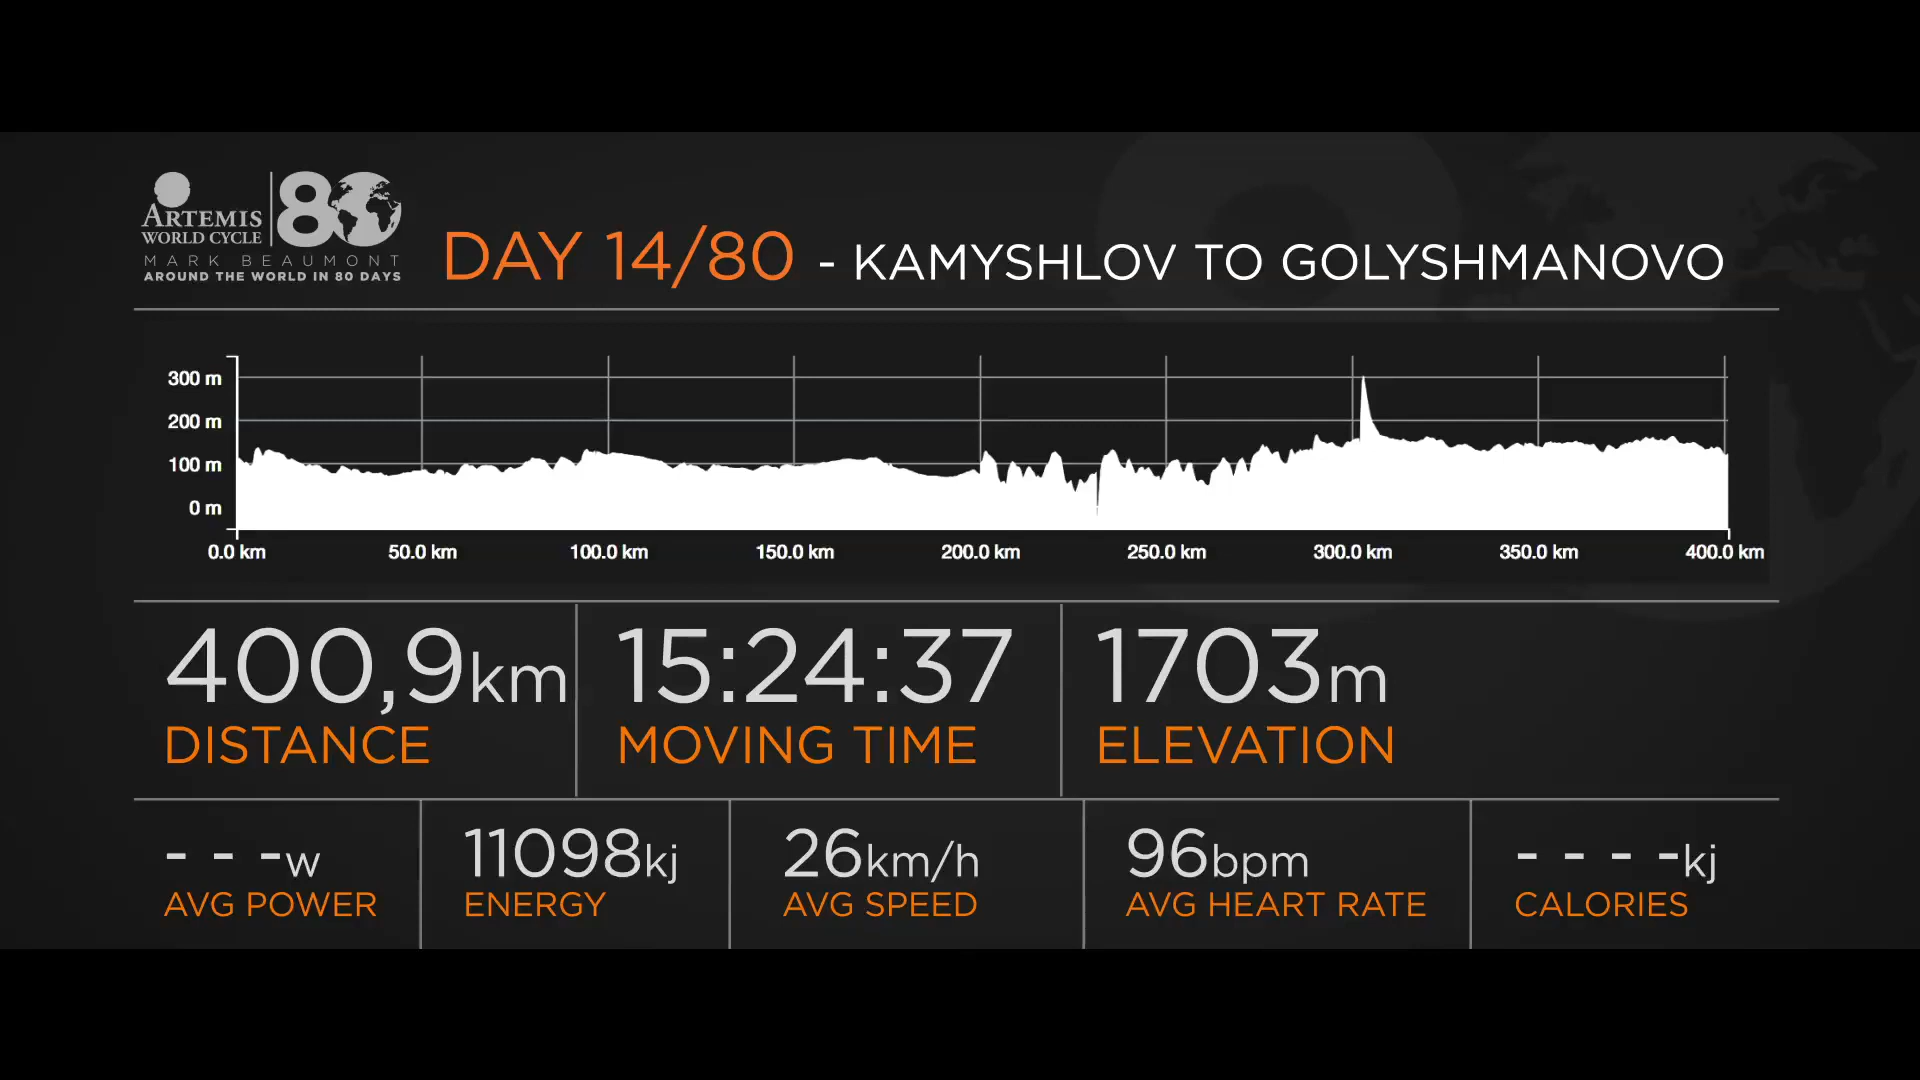 ARTEMIS
WORLD CYCLE
80
MARK BEAUMONT
AROUND THE WORLD IN 80 DAYS
DAY 14/80 - KAMYSHLOV TO GOLYSHMANOVO
300 m
200 m
100 m
0 m
0.0 km 50.0 km 100.0 km 150.0 km 200.0 km 250.0 km 300.0 km 350.0 km 400.0 km
400,9km 15:24:37 1703m
DISTANCE MOVING TIME ELEVATION
- - -w 11098kj 26km/h 96bpm - - - -kj
AVG POWER ENERGY AVG SPEED AVG HEART RATE CALORIES